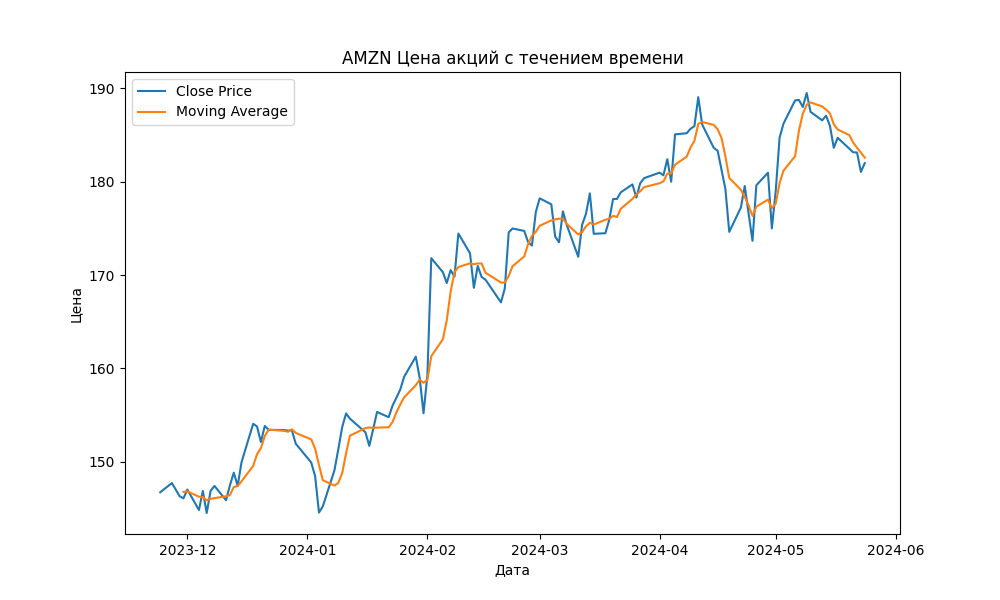 AMZN Цена акций с течением времени
Close Price
Moving Average
190
180
170
160
150
Цена
2023-12 2024-01 2024-02 2024-03 2024-04 2024-05 2024-06
Дата